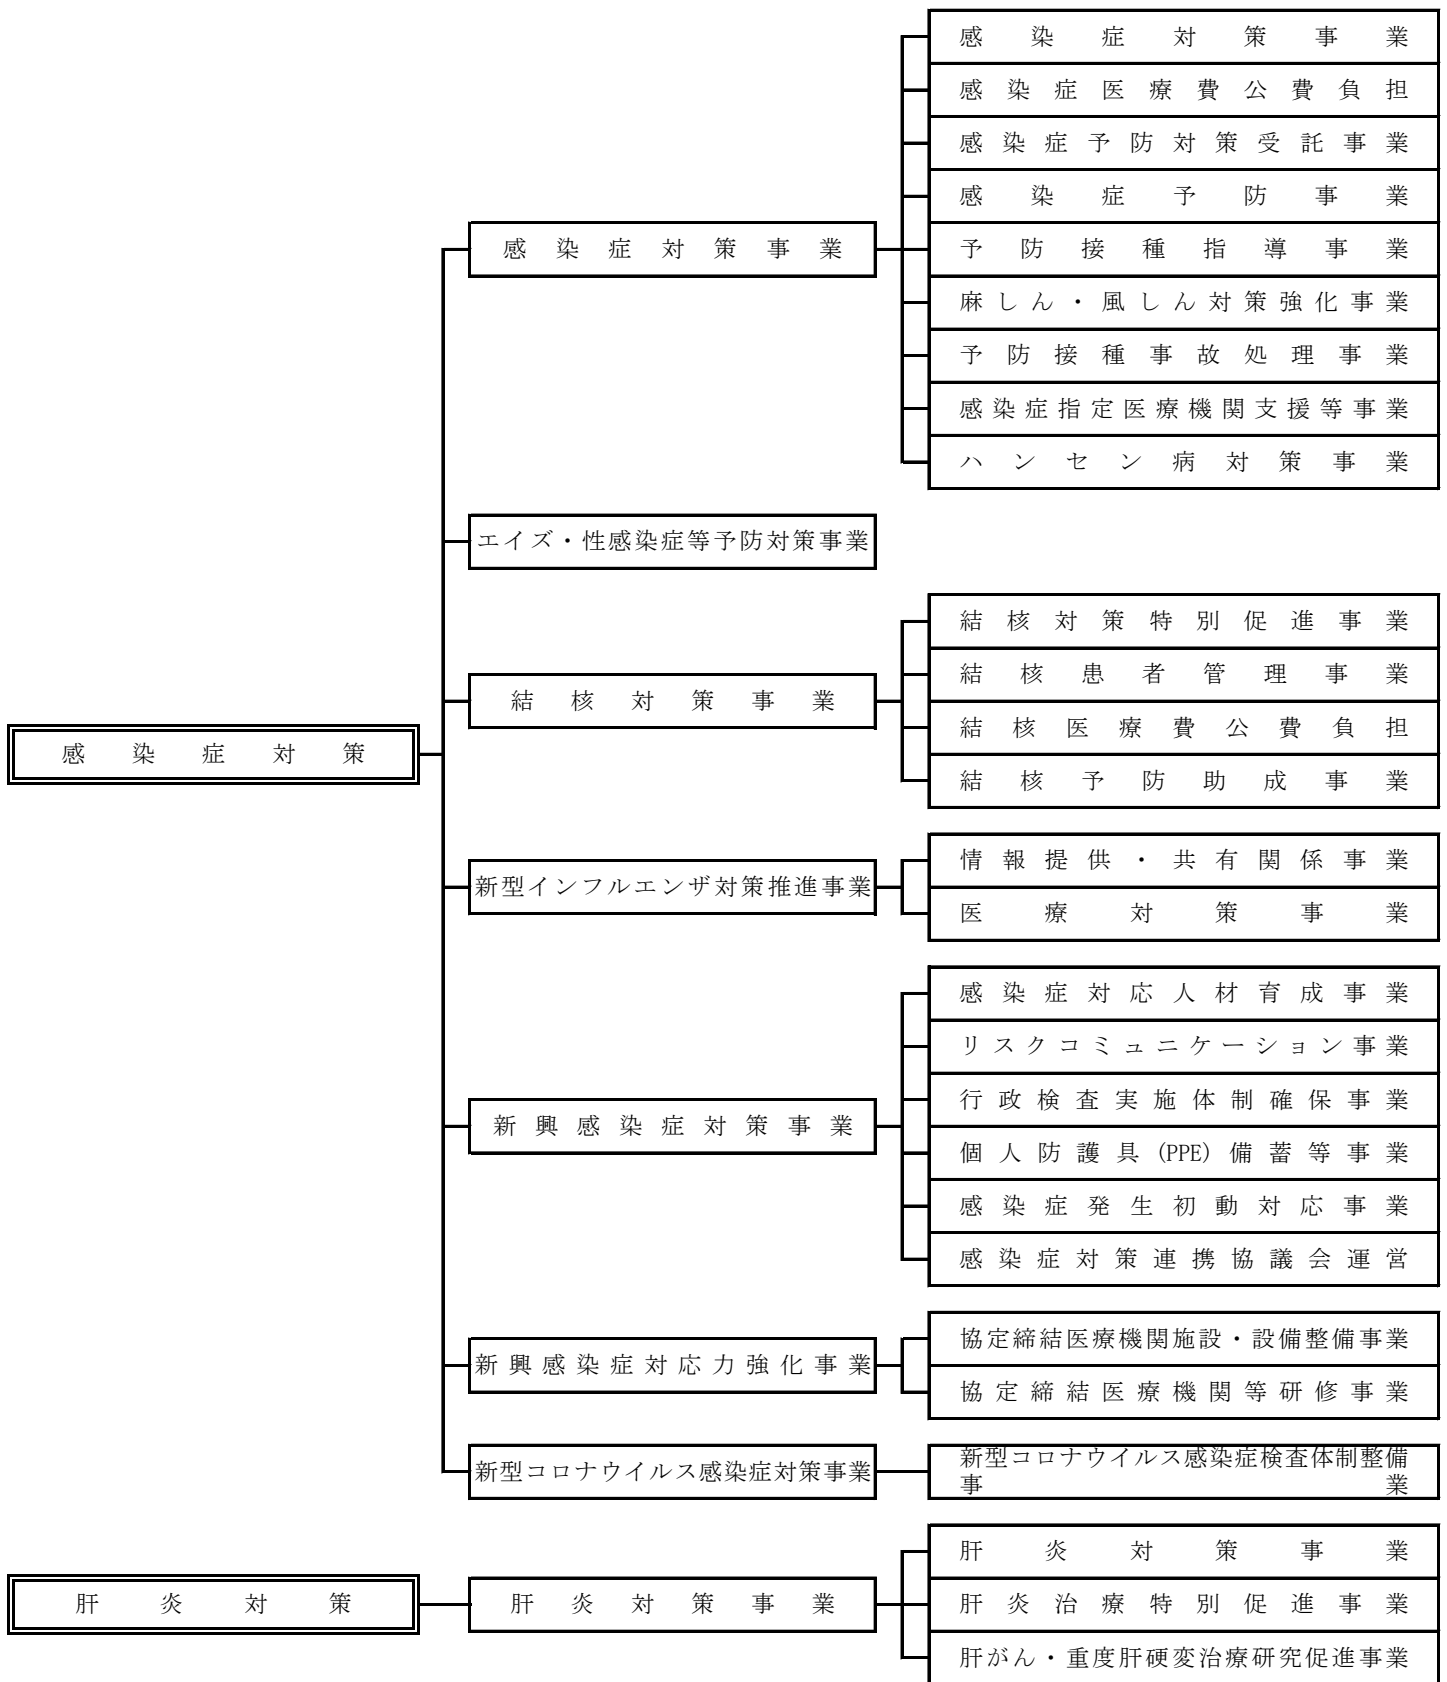 感染症対策
感染症対策事業
感染症対策事業
感染症医療費公費負担
感染症予防対策受託事業
感染症予防事業
予防接種指導事業
麻しん・風しん対策強化事業
予防接種事故処理事業
感染症指定医療機関支援等事業
ハンセン病対策事業
エイズ・性感染症等予防対策事業
結核対策事業
結核対策特別促進事業
結核患者管理事業
結核医療費公費負担
結核予防助成事業
新型インフルエンザ対策推進事業
情報提供・共有関係事業
医療対策事業
新興感染症対策事業
感染症対応人材育成事業
リスクコミュニケーション事業
行政検査実施体制確保事業
個人防護具(PPE)備蓄等事業
感染症発生初動対応事業
感染症対策連携協議会運営
新興感染症対応力強化事業
協定締結医療機関施設・設備整備事業
協定締結医療機関等研修事業
新型コロナウイルス感染症対策事業
新型コロナウイルス感染症検査体制整備
事業
肝炎対策
肝炎対策事業
肝炎対策事業
肝炎治療特別促進事業
肝がん・重度肝硬変治療研究促進事業